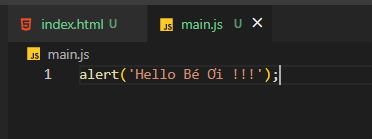 index.html U main.js U
main.js
1 alert('Hello Bé Ơi !!!');